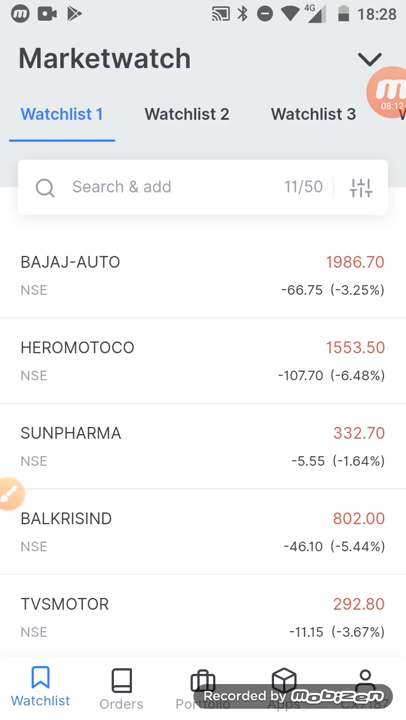 4G 18:28
Marketwatch
08:12
Watchlist 1 Watchlist 2 Watchlist 3
Search & add 11/50
BAJAJ-AUTO 1986.70
NSE -66.75 (-3.25%)
HEROMOTOCO 1553.50
NSE -107.70 (-6.48%)
SUNPHARMA 332.70
NSE -5.55 (-1.64%)
BALKRISIND 802.00
NSE -46.10 (-5.44%)
TVSMOTOR 292.80
NSE -11.15 (-3.67%)
Watchlist Orders Portfolio Apps
Recorded by mobizen